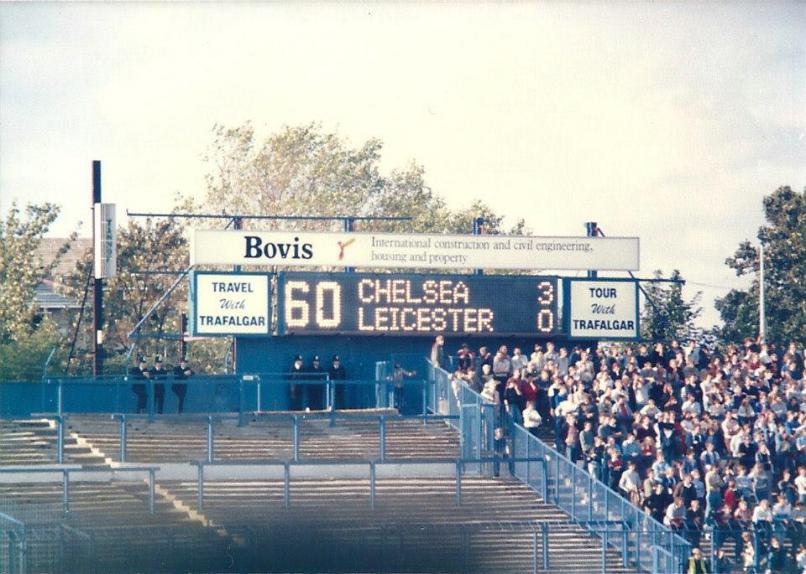 Bovis
International construction and civil engineering,
housing and property
TRAVEL
With
TRAFALGAR
60
CHELSEA 3
LEICESTER 0
TOUR
With
TRAFALGAR